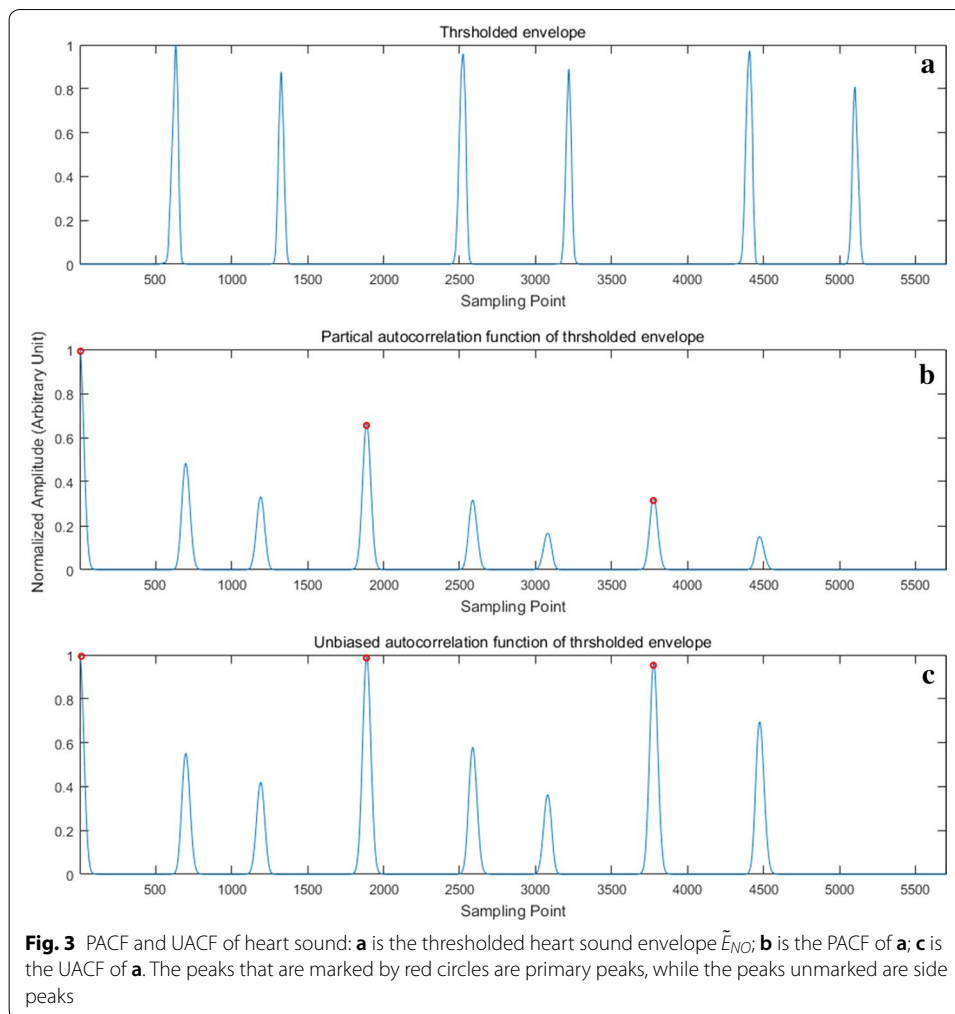 Thrsholded envelope
a
1
0.8
0.6
0.4
0.2
0
500 1000 1500 2000 2500 3000 3500 4000 4500 5000 5500
Sampling Point
Normalized Amplitude (Arbitrary Unit)
Partical autocorrelation function of thrsholded envelope
b
1
0.8
0.6
0.4
0.2
0
500 1000 1500 2000 2500 3000 3500 4000 4500 5000 5500
Sampling Point
Unbiased autocorrelation function of thrsholded envelope
c
1
0.8
0.6
0.4
0.2
0
500 1000 1500 2000 2500 3000 3500 4000 4500 5000 5500
Sampling Point
Fig. 3 PACF and UACF of heart sound: a is the thresholded heart sound envelope Ẽ_NO; b is the PACF of a; c is
the UACF of a. The peaks that are marked by red circles are primary peaks, while the peaks unmarked are side
peaks